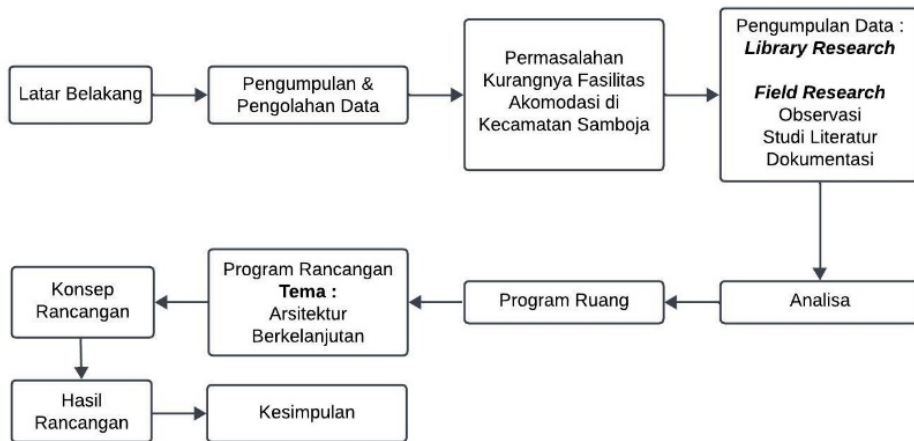 Latar Belakang
Pengumpulan &
Pengolahan Data
Permasalahan
Kurangnya Fasilitas
Akomodasi di
Kecamatan Samboja
Pengumpulan Data :
Library Research
Field Research
Observasi
Studi Literatur
Dokumentasi
Analisa
Program Ruang
Program Rancangan
Tema :
Arsitektur
Berkelanjutan
Konsep
Rancangan
Hasil
Rancangan
Kesimpulan